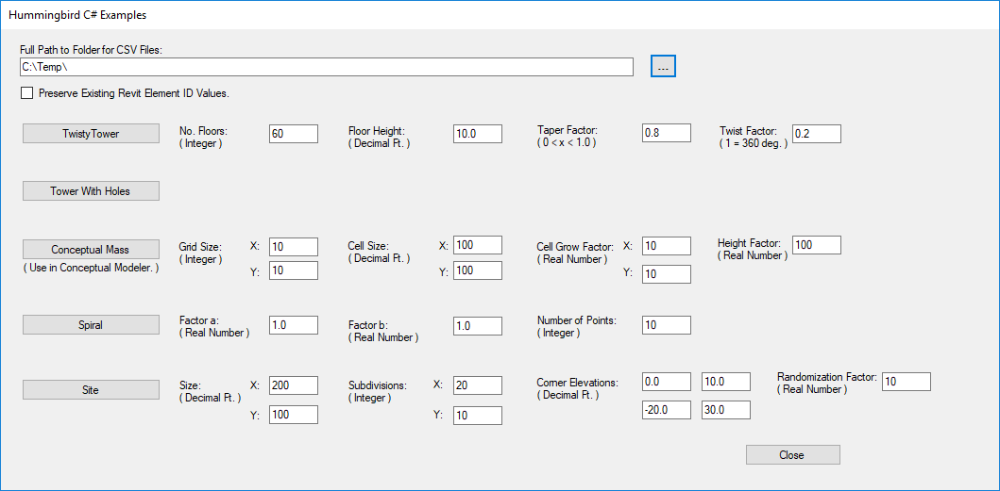 Hummingbird C# Examples
Full Path to Folder for CSV Files:
C:\Temp\
...
Preserve Existing Revit Element ID Values.
TwistyTower
No. Floors:
( Integer )
60
Floor Height:
( Decimal Ft. )
10.0
Taper Factor:
( 0 < x < 1.0 )
0.8
Twist Factor:
( 1 = 360 deg. )
0.2
Tower With Holes
Conceptual Mass
( Use in Conceptual Modeler. )
Grid Size:
( Integer )
X:
10
Y:
10
Cell Size:
( Decimal Ft. )
X:
100
Y:
100
Cell Grow Factor:
( Real Number )
X:
10
Y:
10
Height Factor:
( Real Number )
100
Spiral
Factor a:
( Real Number )
1.0
Factor b:
( Real Number )
1.0
Number of Points:
( Integer )
10
Site
Size:
( Decimal Ft. )
X:
200
Y:
100
Subdivisions:
( Integer )
X:
20
Y:
10
Corner Elevations:
( Decimal Ft. )
0.0
10.0
-20.0
30.0
Randomization Factor:
( Real Number )
10
Close